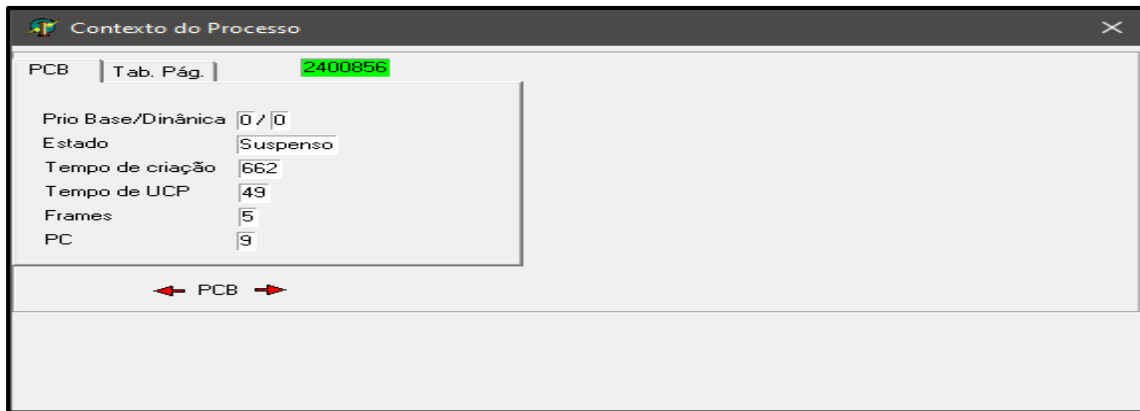 Contexto do Processo
PCB Tab. Pág. 2400856
Prio Base/Dinâmica 0 / 0
Estado Suspenso
Tempo de criação 662
Tempo de UCP 49
Frames 5
PC 9
PCB